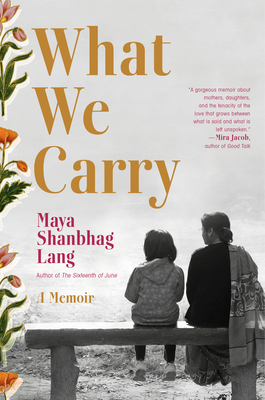 What
We
Carry
"A gorgeous memoir about
mothers, daughters,
and the tenacity of the
love that grows between
what is said and what is
left unspoken."
— Mira Jacob,
author of Good Talk
Maya
Shanbhag
Lang
Author of The Sixteenth of June
A Memoir